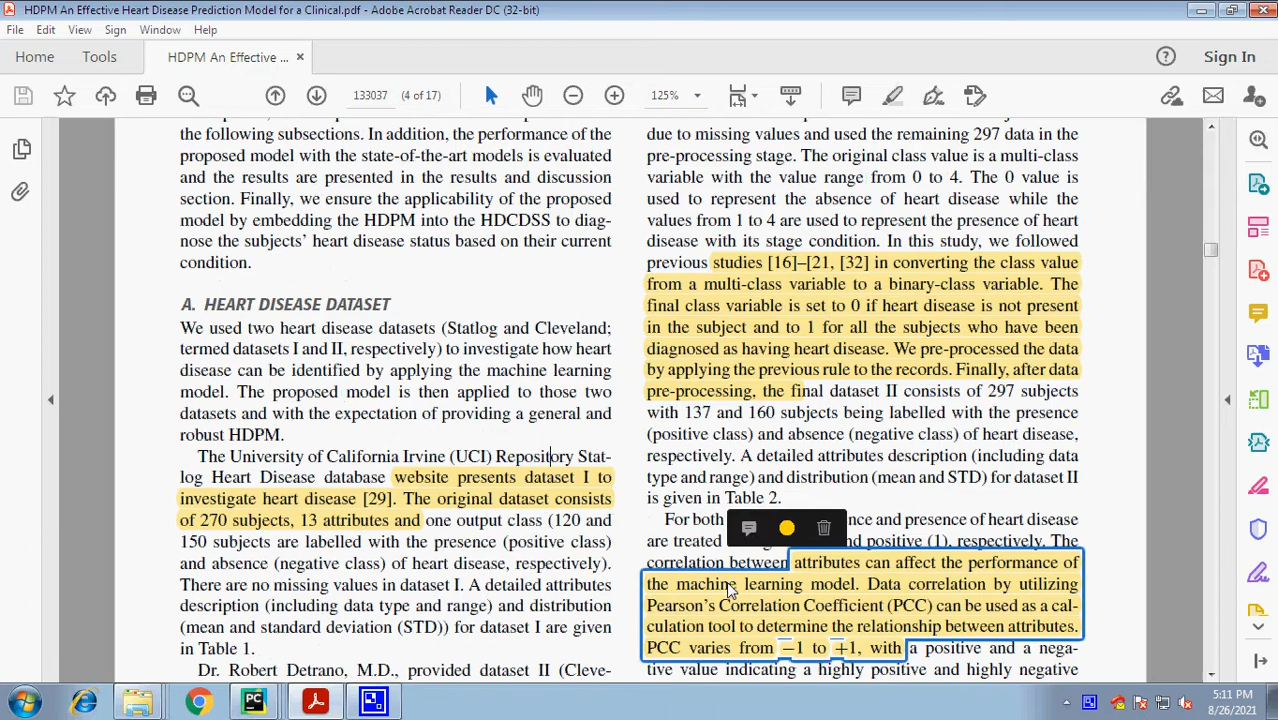 HDPM An Effective Heart Disease Prediction Model for a Clinical.pdf - Adobe Acrobat Reader DC (32-bit)
File Edit View Sign Window Help
Home Tools HDPM An Effective ... × Sign In
133037 (4 of 17) 125%
the following subsections. In addition, the performance of the
proposed model with the state-of-the-art models is evaluated
and the results are presented in the results and discussion
section. Finally, we ensure the applicability of the proposed
model by embedding the HDPM into the HDCDSS to diag-
nose the subjects' heart disease status based on their current
condition.
A. HEART DISEASE DATASET
We used two heart disease datasets (Statlog and Cleveland;
termed datasets I and II, respectively) to investigate how heart
disease can be identified by applying the machine learning
model. The proposed model is then applied to those two
datasets and with the expectation of providing a general and
robust HDPM.
The University of California Irvine (UCI) Repository Stat-
log Heart Disease database website presents dataset I to
investigate heart disease [29]. The original dataset consists
of 270 subjects, 13 attributes and one output class (120 and
150 subjects are labelled with the presence (positive class)
and absence (negative class) of heart disease, respectively).
There are no missing values in dataset I. A detailed attributes
description (including data type and range) and distribution
(mean and standard deviation (STD)) for dataset I are given
in Table 1.
Dr. Robert Detrano, M.D., provided dataset II (Cleve-
due to missing values and used the remaining 297 data in the
pre-processing stage. The original class value is a multi-class
variable with the value range from 0 to 4. The 0 value is
used to represent the absence of heart disease while the
values from 1 to 4 are used to represent the presence of heart
disease with its stage condition. In this study, we followed
previous studies [16]–[21, [32] in converting the class value
from a multi-class variable to a binary-class variable. The
final class variable is set to 0 if heart disease is not present
in the subject and to 1 for all the subjects who have been
diagnosed as having heart disease. We pre-processed the data
by applying the previous rule to the records. Finally, after data
pre-processing, the final dataset II consists of 297 subjects
with 137 and 160 subjects being labelled with the presence
(positive class) and absence (negative class) of heart disease,
respectively. A detailed attributes description (including data
type and range) and distribution (mean and STD) for dataset II
is given in Table 2.
For both nce and presence of heart disease
are treated nd positive (1), respectively. The
correlation between attributes can affect the performance of
the machine learning model. Data correlation by utilizing
Pearson's Correlation Coefficient (PCC) can be used as a cal-
culation tool to determine the relationship between attributes.
PCC varies from −1 to +1, with a positive and a nega-
tive value indicating a highly positive and highly negative
PC
5:11 PM
8/26/2021